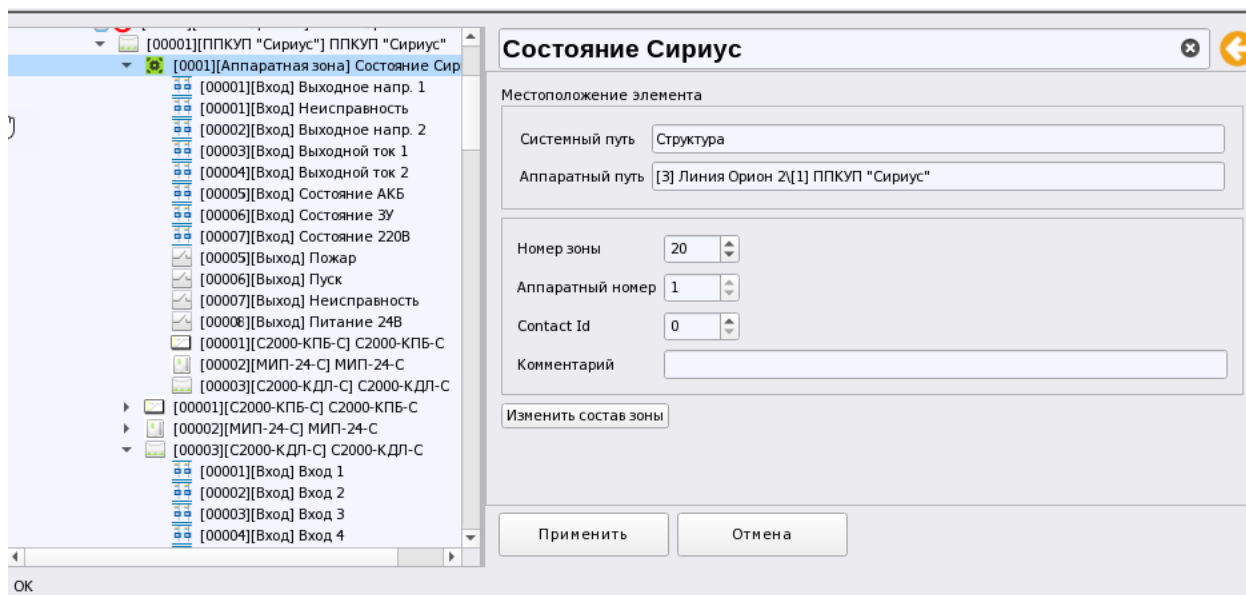 [00001][ППКУП "Сириус"] ППКУП "Сириус"
[0001][Аппаратная зона] Состояние Сир
[00001][Вход] Выходное напр. 1
[00001][Вход] Неисправность
[00002][Вход] Выходное напр. 2
[00003][Вход] Выходной ток 1
[00004][Вход] Выходной ток 2
[00005][Вход] Состояние АКБ
[00006][Вход] Состояние ЗУ
[00007][Вход] Состояние 220В
[00005][Выход] Пожар
[00006][Выход] Пуск
[00007][Выход] Неисправность
[00008][Выход] Питание 24В
[00001][С2000-КПБ-С] С2000-КПБ-С
[00002][МИП-24-С] МИП-24-С
[00003][С2000-КДЛ-С] С2000-КДЛ-С
[00001][С2000-КПБ-С] С2000-КПБ-С
[00002][МИП-24-С] МИП-24-С
[00003][С2000-КДЛ-С] С2000-КДЛ-С
[00001][Вход] Вход 1
[00002][Вход] Вход 2
[00003][Вход] Вход 3
[00004][Вход] Вход 4
OK
Состояние Сириус
Местоположение элемента
Системный путь Структура
Аппаратный путь [3] Линия Орион 2\[1] ППКУП "Сириус"
Номер зоны 20
Аппаратный номер 1
Contact Id 0
Комментарий
Изменить состав зоны
Применить Отмена